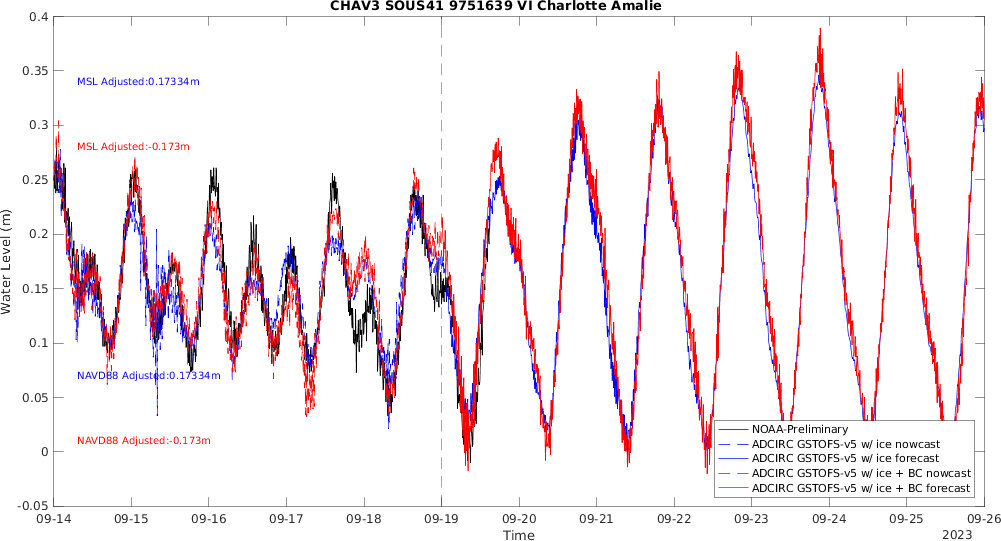 CHAV3 SOUS41 9751639 VI Charlotte Amalie
0.4
0.35
0.3
0.25
0.2
0.15
0.1
0.05
0
-0.05
Water Level (m)
MSL Adjusted:0.17334m
MSL Adjusted:-0.173m
NAVD88 Adjusted:0.17334m
NAVD88 Adjusted:-0.173m
NOAA-Preliminary
ADCIRC GSTOFS-v5 w/ ice nowcast
ADCIRC GSTOFS-v5 w/ ice forecast
ADCIRC GSTOFS-v5 w/ ice + BC nowcast
ADCIRC GSTOFS-v5 w/ ice + BC forecast
09-14 09-15 09-16 09-17 09-18 09-19 09-20 09-21 09-22 09-23 09-24 09-25 09-26
Time
2023